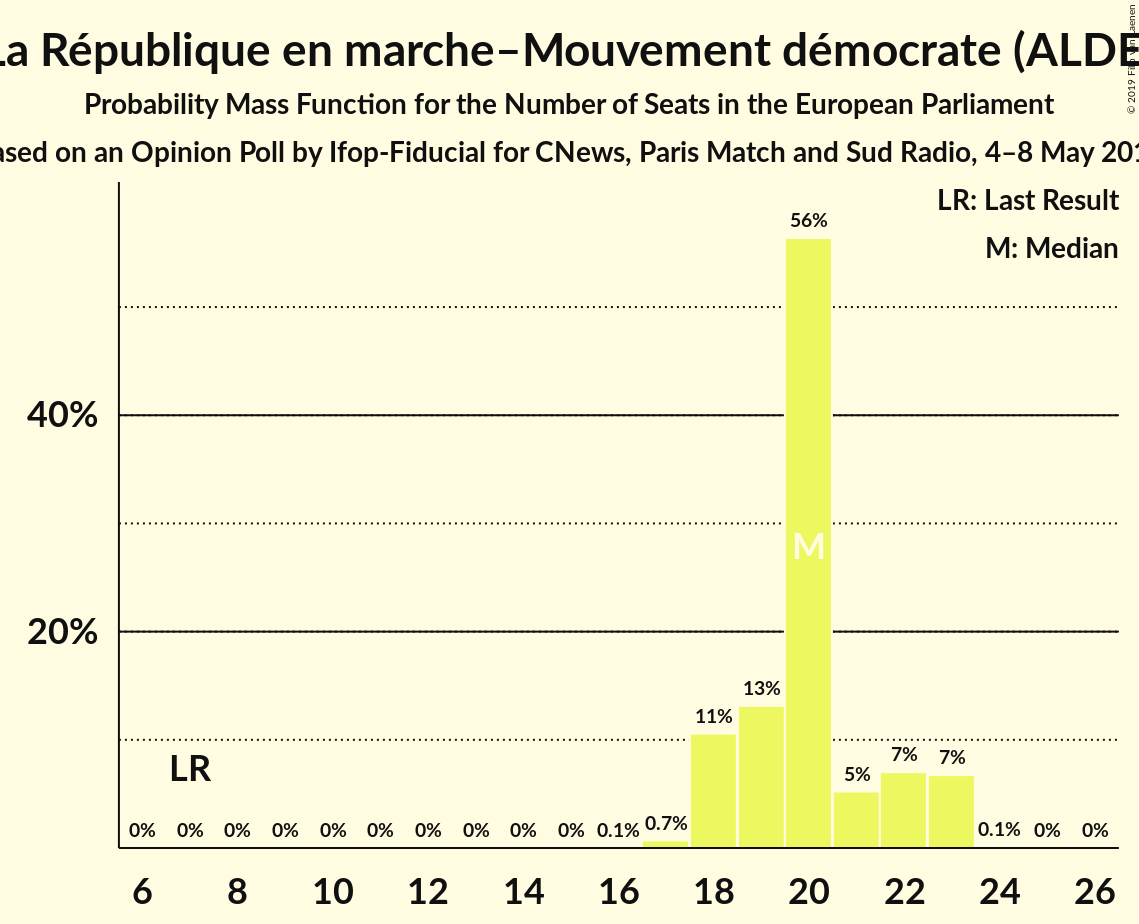 La République en marche–Mouvement démocrate (ALDE
Probability Mass Function for the Number of Seats in the European Parliament
ased on an Opinion Poll by Ifop-Fiducial for CNews, Paris Match and Sud Radio, 4–8 May 201
© 2019 Filip van Laenen
LR: Last Result
M: Median
56%
40%
M
20%
13%
11%
7%
7%
5%
LR
0% 0% 0% 0% 0% 0% 0% 0% 0% 0% 0.1% 0.7% 0.1% 0% 0%
6 8 10 12 14 16 18 20 22 24 26